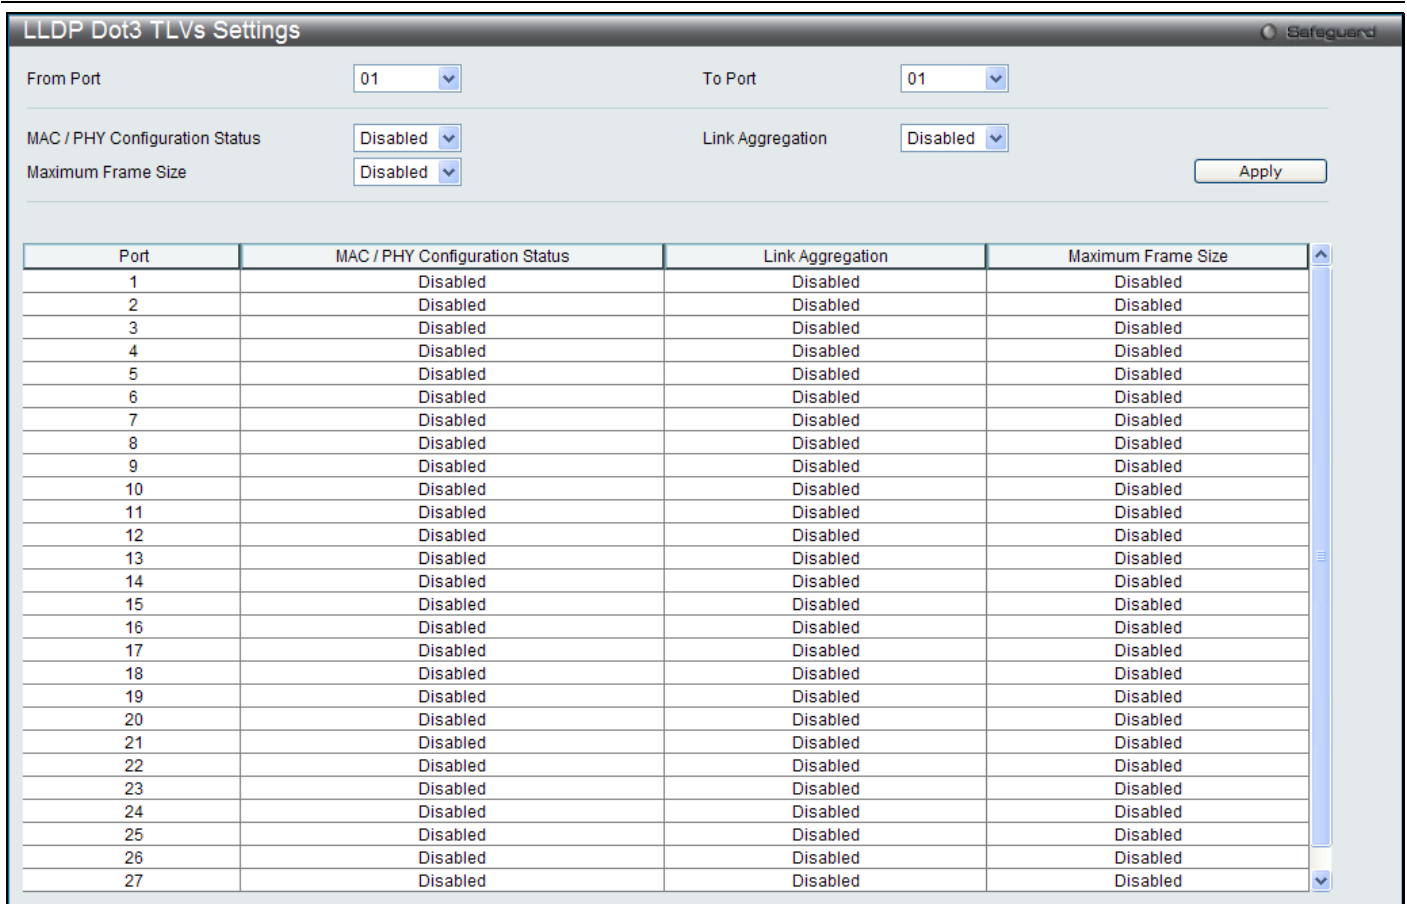 LLDP Dot3 TLVs Settings Safeguard
From Port 01 To Port 01
MAC / PHY Configuration Status Disabled Link Aggregation Disabled
Maximum Frame Size Disabled Apply
Port MAC / PHY Configuration Status Link Aggregation Maximum Frame Size
1 Disabled Disabled Disabled
2 Disabled Disabled Disabled
3 Disabled Disabled Disabled
4 Disabled Disabled Disabled
5 Disabled Disabled Disabled
6 Disabled Disabled Disabled
7 Disabled Disabled Disabled
8 Disabled Disabled Disabled
9 Disabled Disabled Disabled
10 Disabled Disabled Disabled
11 Disabled Disabled Disabled
12 Disabled Disabled Disabled
13 Disabled Disabled Disabled
14 Disabled Disabled Disabled
15 Disabled Disabled Disabled
16 Disabled Disabled Disabled
17 Disabled Disabled Disabled
18 Disabled Disabled Disabled
19 Disabled Disabled Disabled
20 Disabled Disabled Disabled
21 Disabled Disabled Disabled
22 Disabled Disabled Disabled
23 Disabled Disabled Disabled
24 Disabled Disabled Disabled
25 Disabled Disabled Disabled
26 Disabled Disabled Disabled
27 Disabled Disabled Disabled